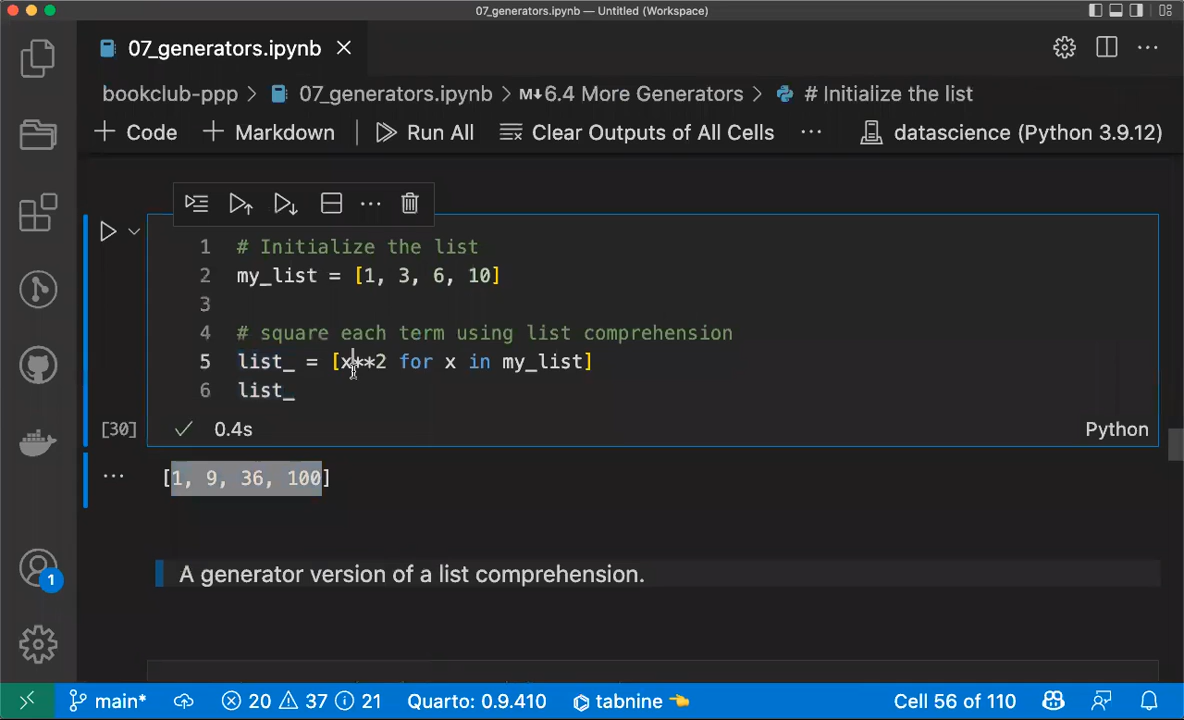 07_generators.ipynb — Untitled (Workspace)
07_generators.ipynb
bookclub-ppp > 07_generators.ipynb > M↓6.4 More Generators > # Initialize the list
+ Code + Markdown Run All Clear Outputs of All Cells ... datascience (Python 3.9.12)
1 # Initialize the list
2 my_list = [1, 3, 6, 10]
3
4 # square each term using list comprehension
5 list_ = [x**2 for x in my_list]
6 list_
[30] ✓ 0.4s Python
... [1, 9, 36, 100]
A generator version of a list comprehension.
1
main* 20 37 21 Quarto: 0.9.410 tabnine 👈 Cell 56 of 110